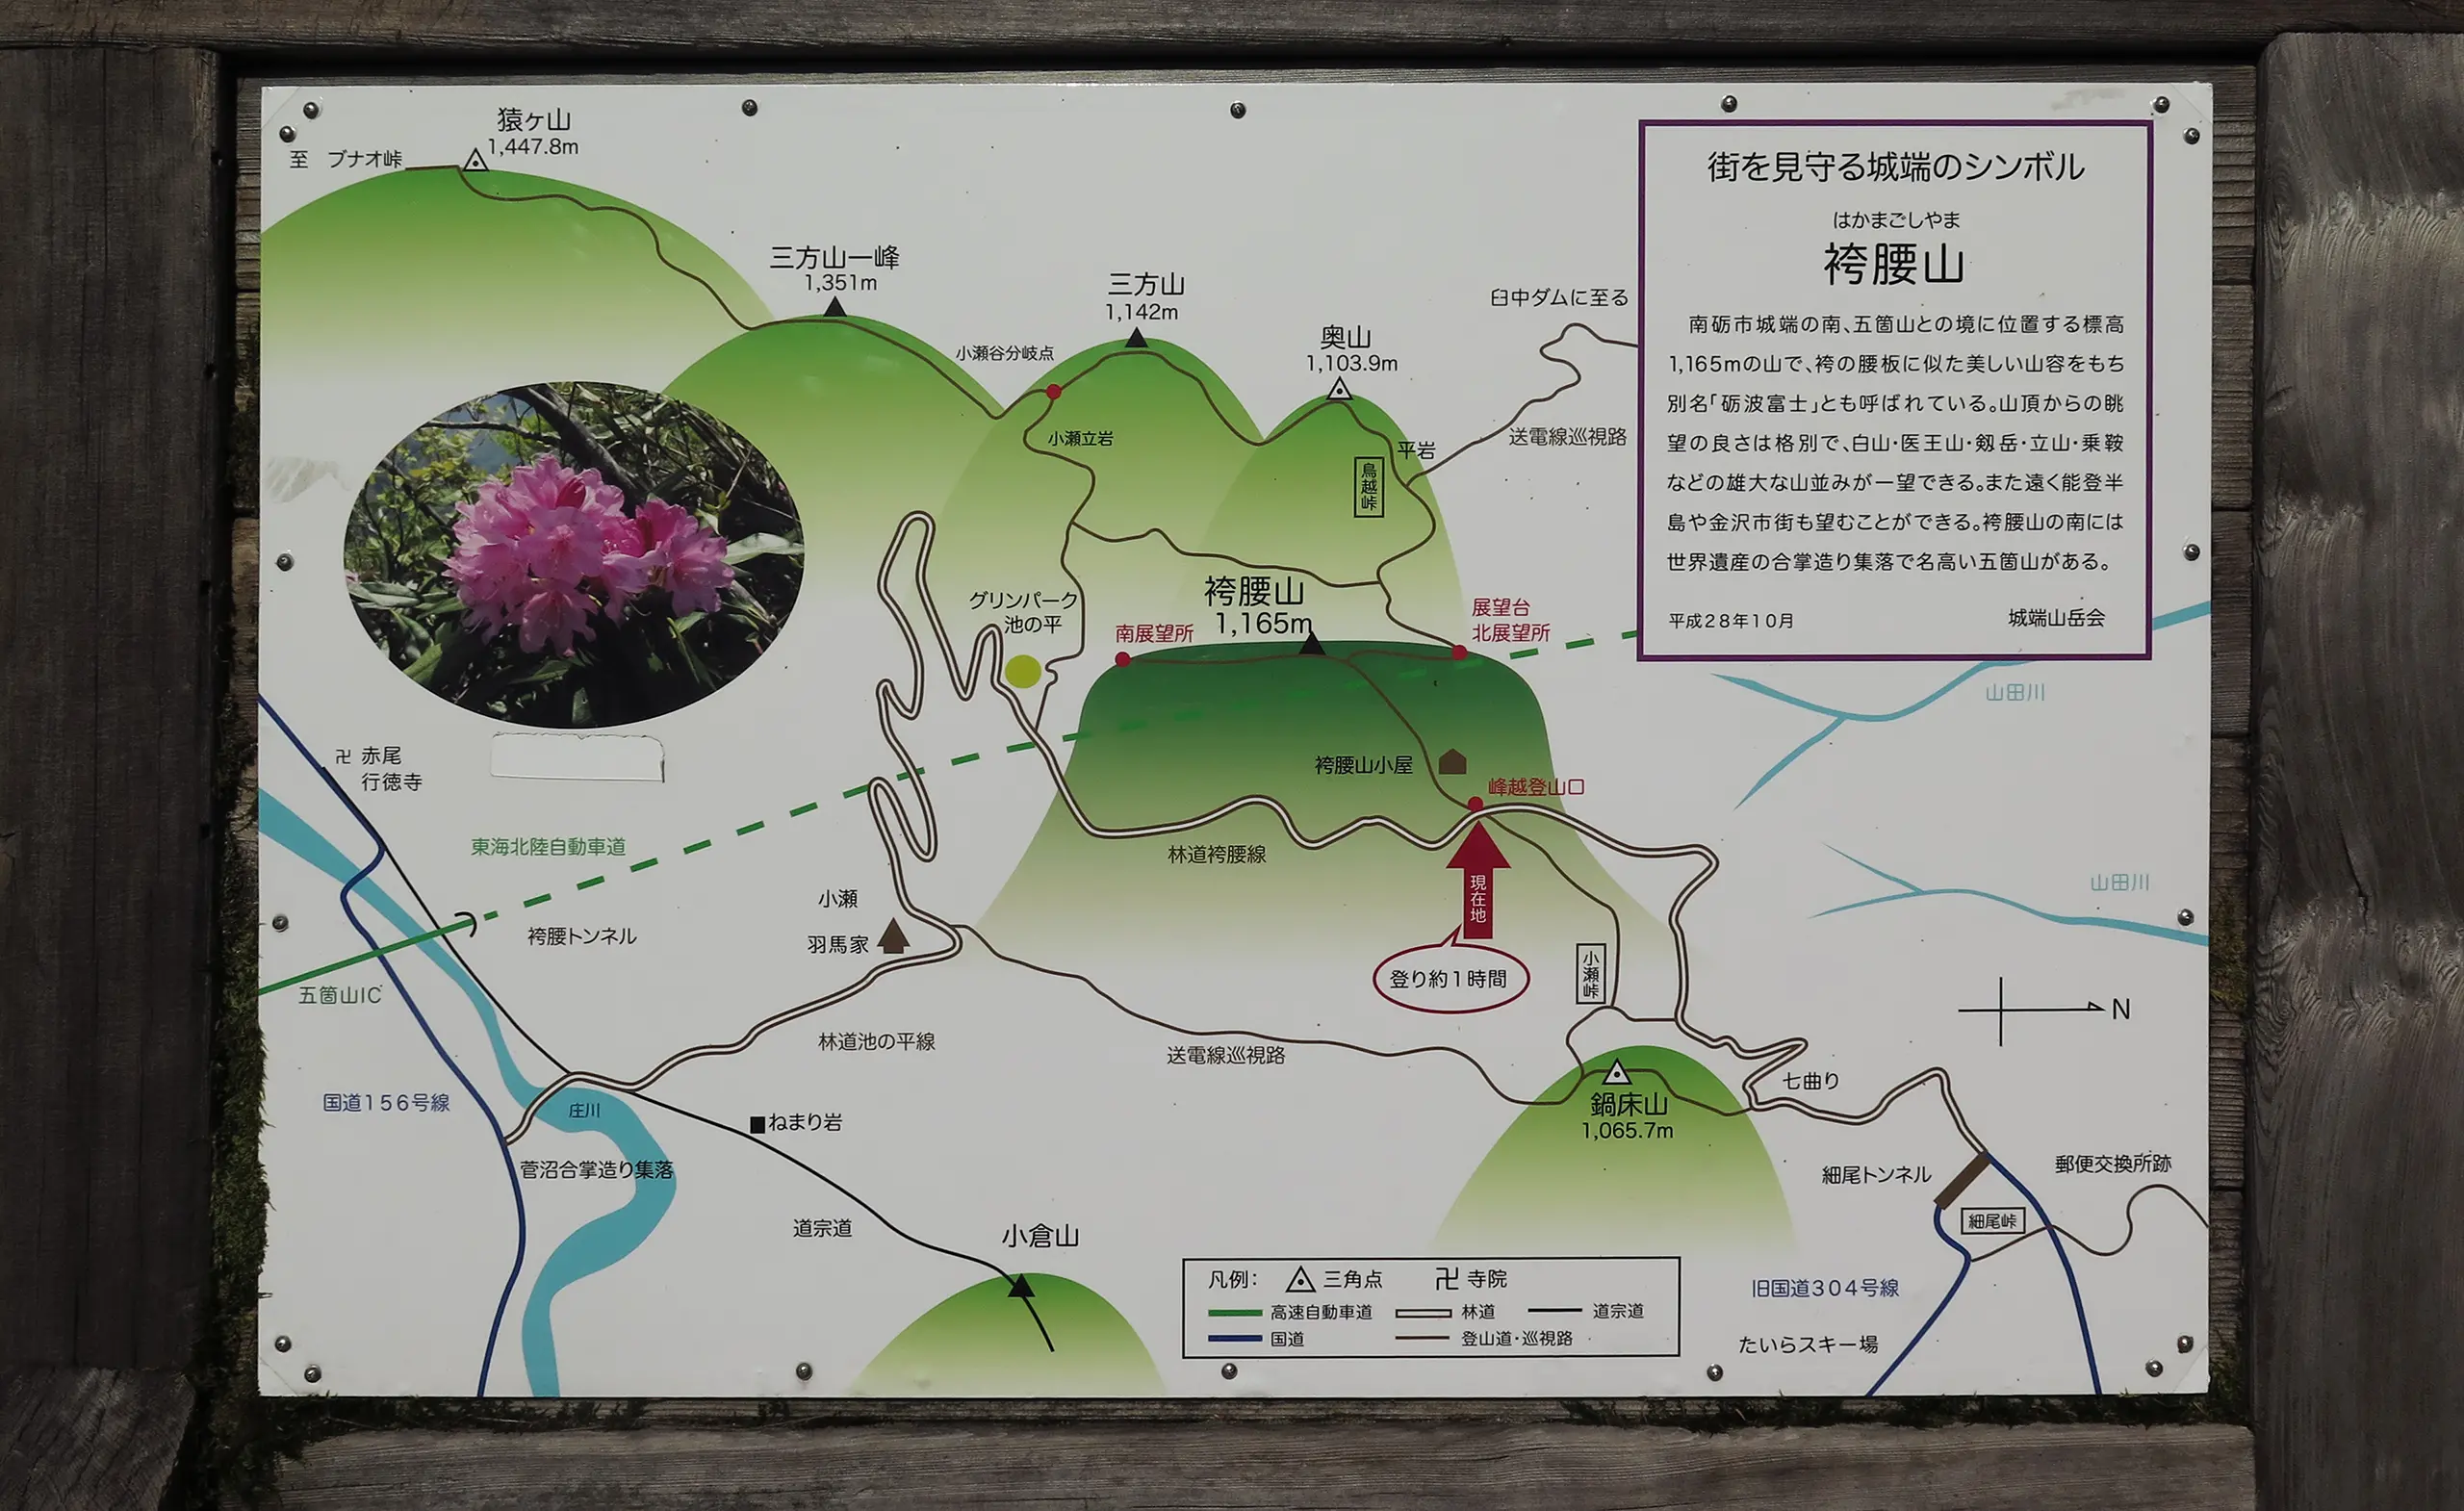 猿ヶ山
1,447.8m
至 ブナオ峠
三方山一峰
1,351m
三方山
1,142m
小瀬谷分岐点
奥山
1,103.9m
臼中ダムに至る
小瀬立岩
平岩
送電線巡視路
鳥越峠
街を見守る城端のシンボル
はかまごしやま
袴腰山
南砺市城端の南、五箇山との境に位置する標高
1,165mの山で、袴の腰板に似た美しい山容をもち
別名「砺波富士」とも呼ばれている。山頂からの眺
望の良さは格別で、白山・医王山・剱岳・立山・乗鞍
などの雄大な山並みが一望できる。また遠く能登半
島や金沢市街も望むことができる。袴腰山の南には
世界遺産の合掌造り集落で名高い五箇山がある。
平成28年10月
城端山岳会
グリンパーク
池の平
袴腰山
1,165m
南展望所
展望台
北展望所
山田川
卍 赤尾
行徳寺
袴腰山小屋
峰越登山口
東海北陸自動車道
林道袴腰線
山田川
小瀬
羽馬家
現在地
袴腰トンネル
登り約1時間
小瀬峠
五箇山IC
N
林道池の平線
送電線巡視路
国道156号線
庄川
ねまり岩
鍋床山
1,065.7m
七曲り
菅沼合掌造り集落
細尾トンネル
郵便交換所跡
細尾峠
道宗道
小倉山
旧国道304号線
たいらスキー場
凡例: 三角点 卍 寺院
高速自動車道 林道 道宗道
国道 登山道・巡視路